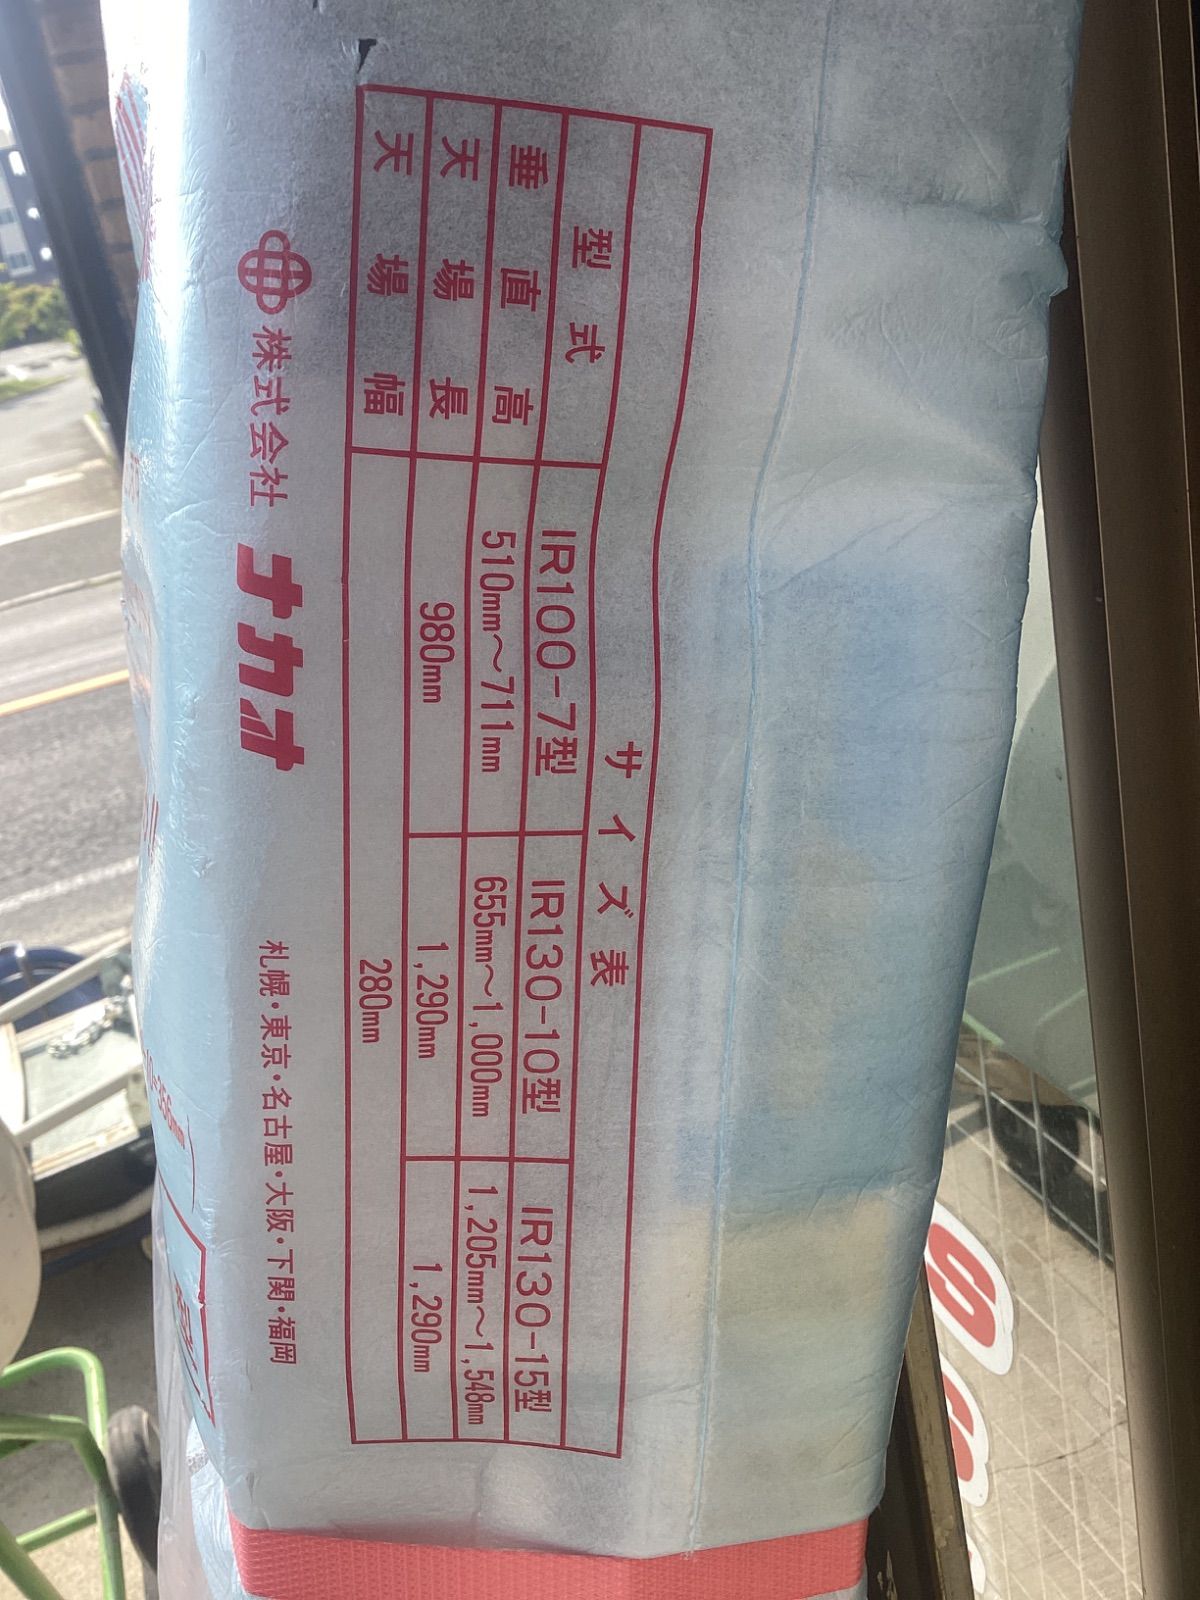 サイズ表
型式 IR100-7型 IR130-10型 IR130-15型
垂直高 510mm〜711mm 655mm〜1,000mm 1,205mm〜1,548mm
天場長 980mm 1,290mm 1,290mm
天場幅 280mm
株式会社 ナカオ 札幌・東京・名古屋・大阪・下関・福岡